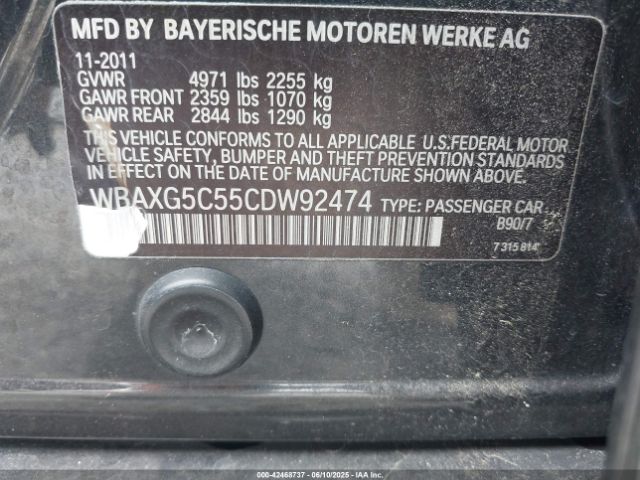 MFD BY BAYERISCHE MOTOREN WERKE AG
11-2011
GVWR 4971 lbs 2255 kg
GAWR FRONT 2359 lbs 1070 kg
GAWR REAR 2844 lbs 1290 kg
THIS VEHICLE CONFORMS TO ALL APPLICABLE U.S.FEDERAL MOTOR
VEHICLE SAFETY, BUMPER AND THEFT PREVENTION STANDARDS
IN EFFECT ON THE DATE OF MANUFACTURE SHOWN ABOVE.
WBAXG5C55CDW92474 TYPE: PASSENGER CAR
B90/7
7 315 814
000-42468737 - 06/10/2025 - IAA Inc.